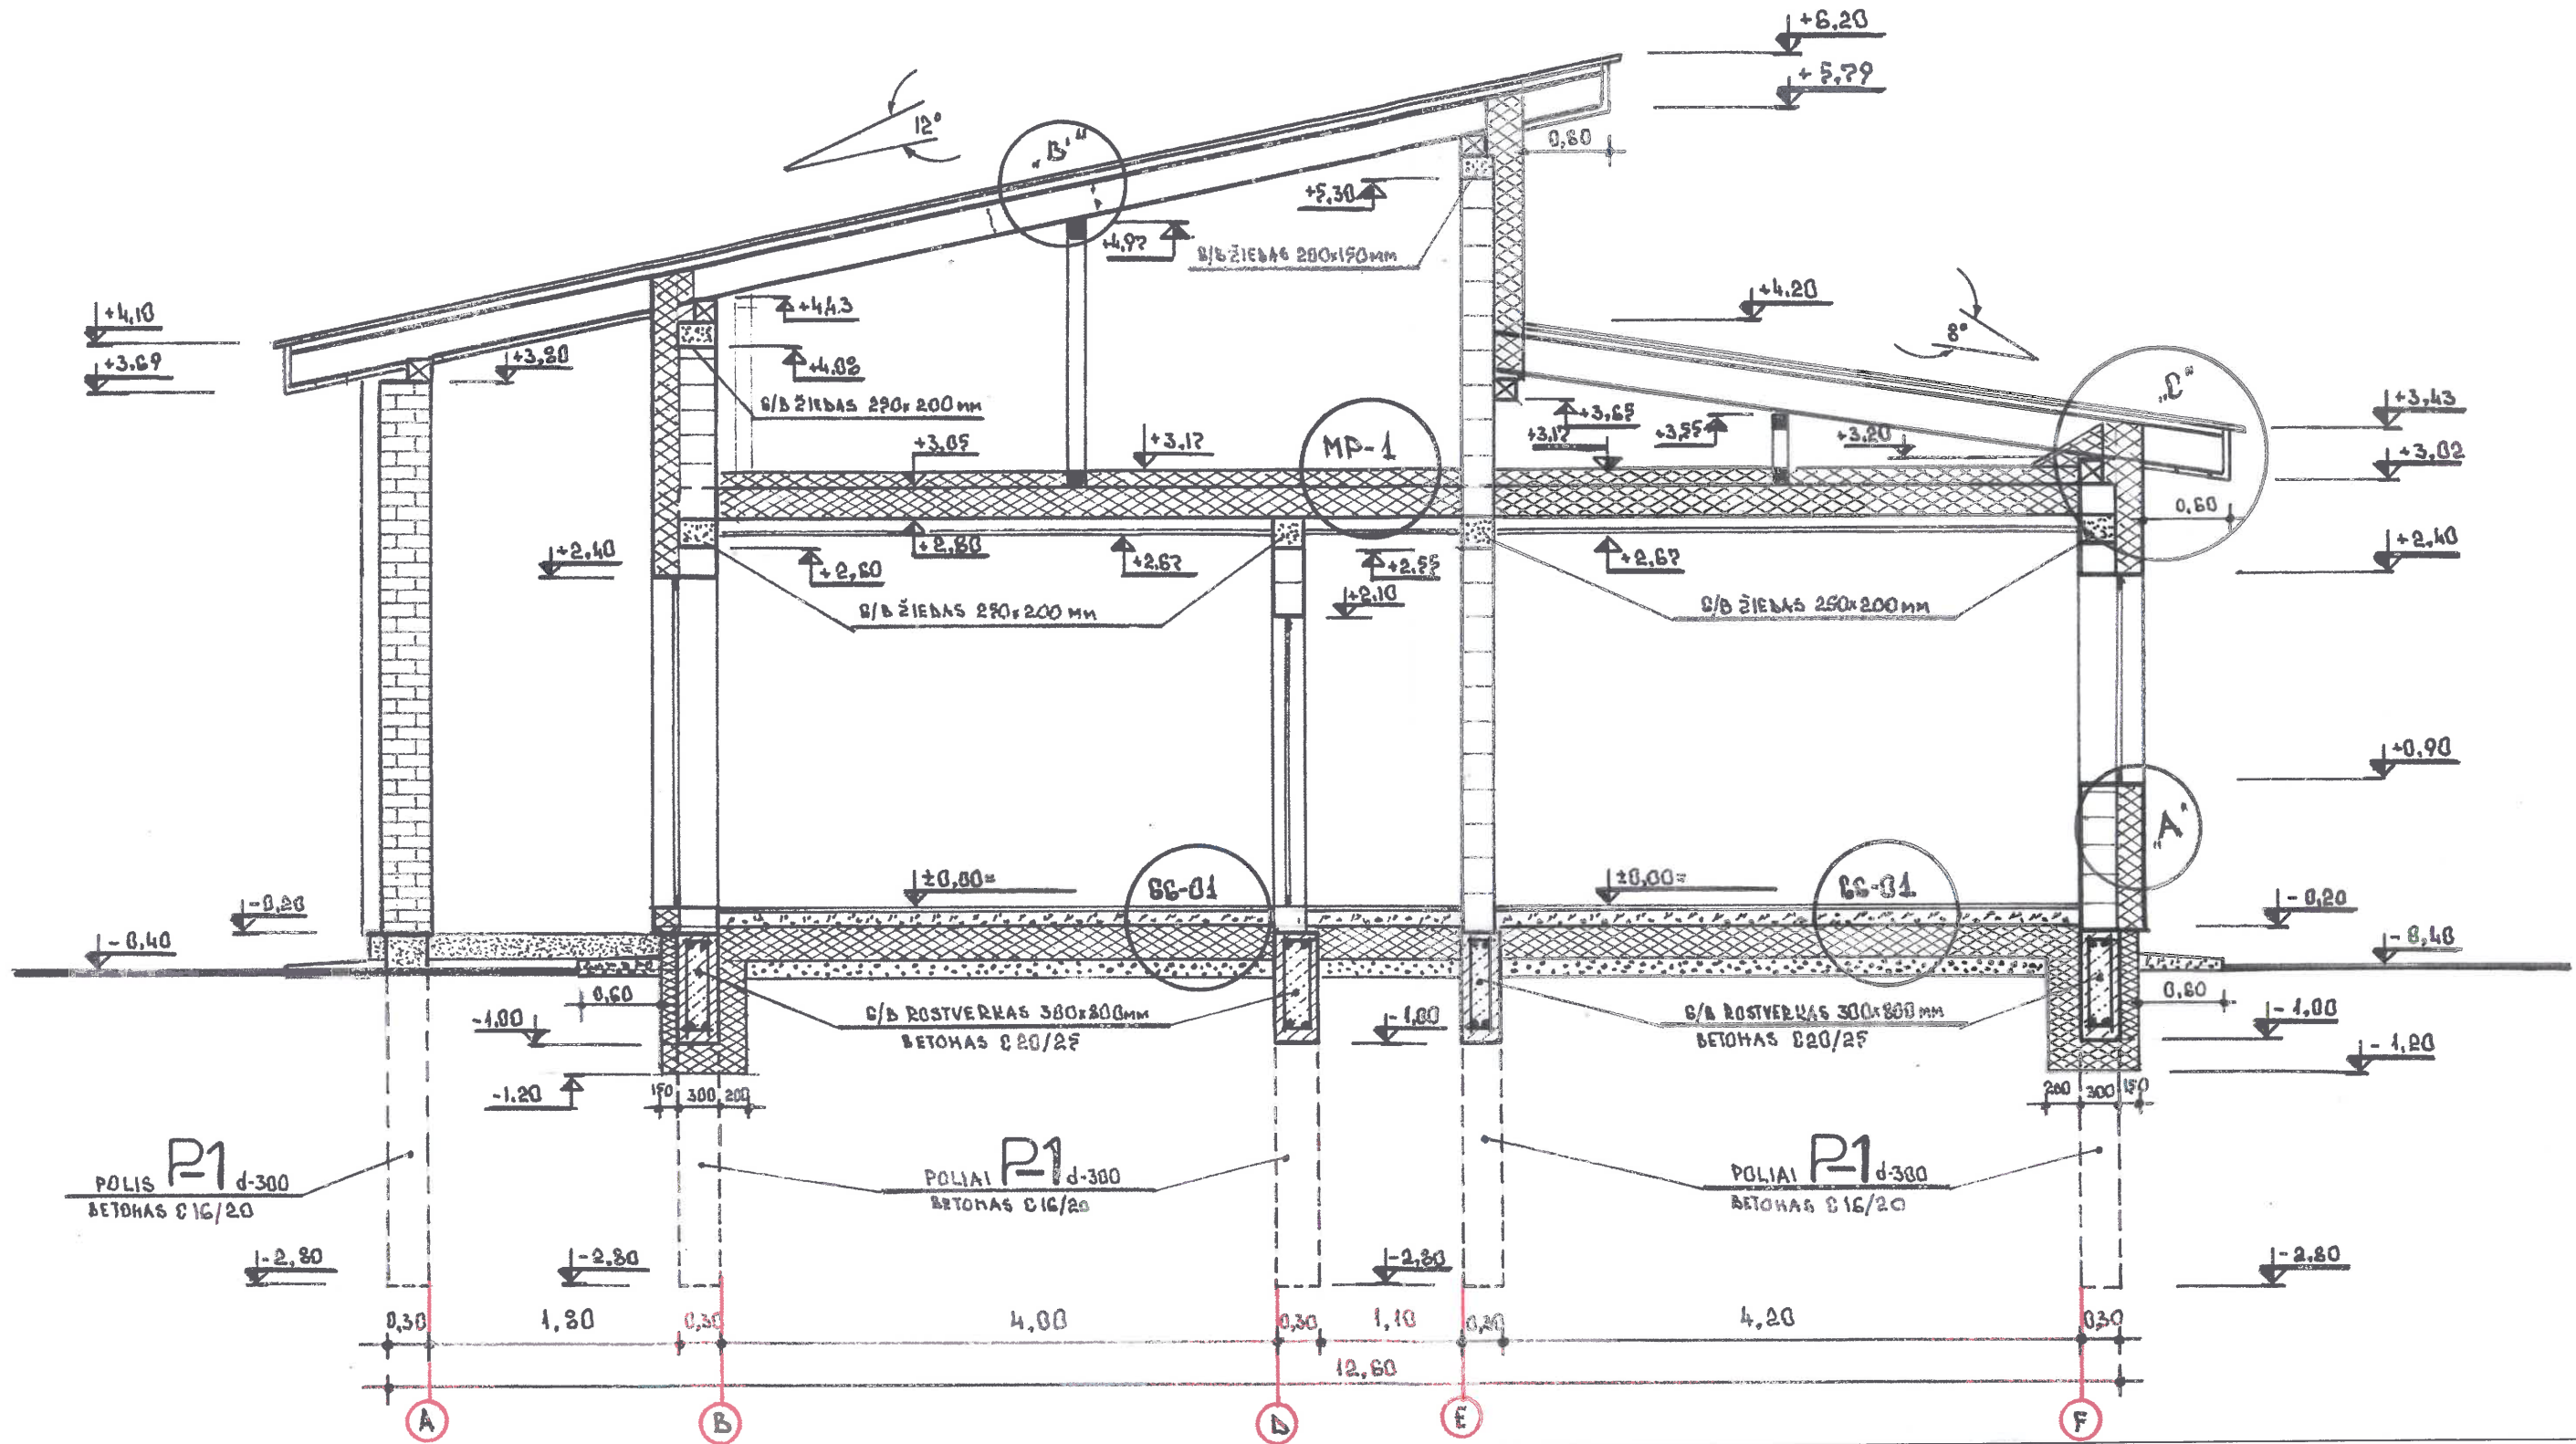 +6,20
+5,79
12°
„B"
0,60
+5,30
+4,97
G/B ŽIEDAS 200x150mm
+4,20
8°
+4,10
+3,69
+4,43
+3,80
+4,08
G/B ŽIEDAS 250x200mm
„C"
+3,43
+3,65
+3,55
+3,20
+3,17
MP-1
+3,17
+3,05
+3,02
0,60
+2,40
+2,60
+2,80
+2,67
+2,55
+2,67
+2,40
+2,10
G/B ŽIEDAS 250x200 mm
G/B ŽIEDAS 250x200mm
+0,90
„A"
±0,00=
GG-01
±0,00=
GG-01
-0,20
-0,20
-0,40
-0,40
0,60
0,60
-1,00
G/B ROSTVERKAS 300x800mm
BETONAS C20/25
-1,00
G/B ROSTVERKAS 300x800mm
BETONAS C20/25
-1,00
-1,20
-1.20
150 300 200
200 300 150
POLIS P-1 d-300
BETONAS C16/20
POLIAI P-1 d-300
BETONAS C16/20
POLIAI P-1 d-300
BETONAS C16/20
-2,80
-2,80
-2,80
-2,80
0,30 1,80 0,30 4,00 0,30 1,10 0,30 4,20 0,30
12,60
A B D E F